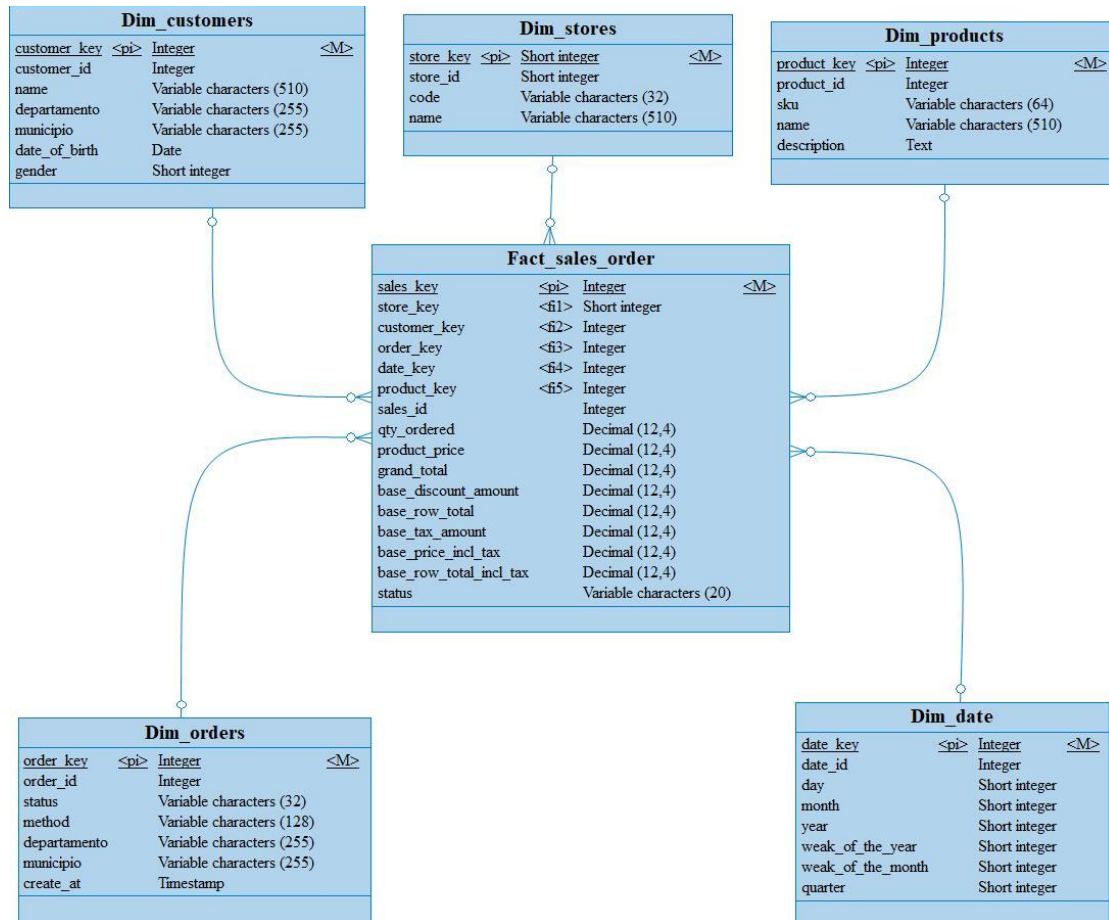 Dim_customers
customer_key <pi> Integer <M>
customer_id Integer
name Variable characters (510)
departamento Variable characters (255)
municipio Variable characters (255)
date_of_birth Date
gender Short integer
Dim_stores
store_key <pi> Short integer <M>
store_id Short integer
code Variable characters (32)
name Variable characters (510)
Dim_products
product_key <pi> Integer <M>
product_id Integer
sku Variable characters (64)
name Variable characters (510)
description Text
Fact_sales_order
sales_key <pi> Integer <M>
store_key <fi1> Short integer
customer_key <fi2> Integer
order_key <fi3> Integer
date_key <fi4> Integer
product_key <fi5> Integer
sales_id Integer
qty_ordered Decimal (12,4)
product_price Decimal (12,4)
grand_total Decimal (12,4)
base_discount_amount Decimal (12,4)
base_row_total Decimal (12,4)
base_tax_amount Decimal (12,4)
base_price_incl_tax Decimal (12,4)
base_row_total_incl_tax Decimal (12,4)
status Variable characters (20)
Dim_orders
order_key <pi> Integer <M>
order_id Integer
status Variable characters (32)
method Variable characters (128)
departamento Variable characters (255)
municipio Variable characters (255)
create_at Timestamp
Dim_date
date_key <pi> Integer <M>
date_id Integer
day Short integer
month Short integer
year Short integer
weak_of_the_year Short integer
weak_of_the_month Short integer
quarter Short integer